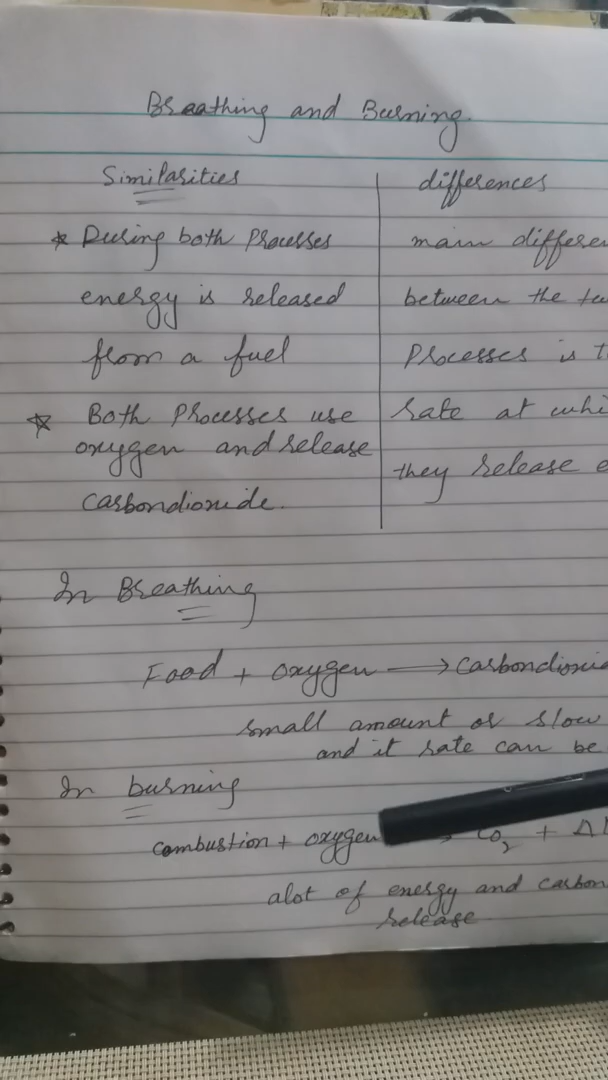 Breathing and Burning.
Similarities
differences
* During both Processes
energy is released
from a fuel
* Both Processes use
oxygen and release
carbondioxide.
main differen
between the
Processes is
rate at whi
they release e
In Breathing
Food + oxygen → carbondioxid
small amount or slow
and it rate can be
In burning
combustion + oxygen CO₂ + Δ
alot of energy and carbon
release